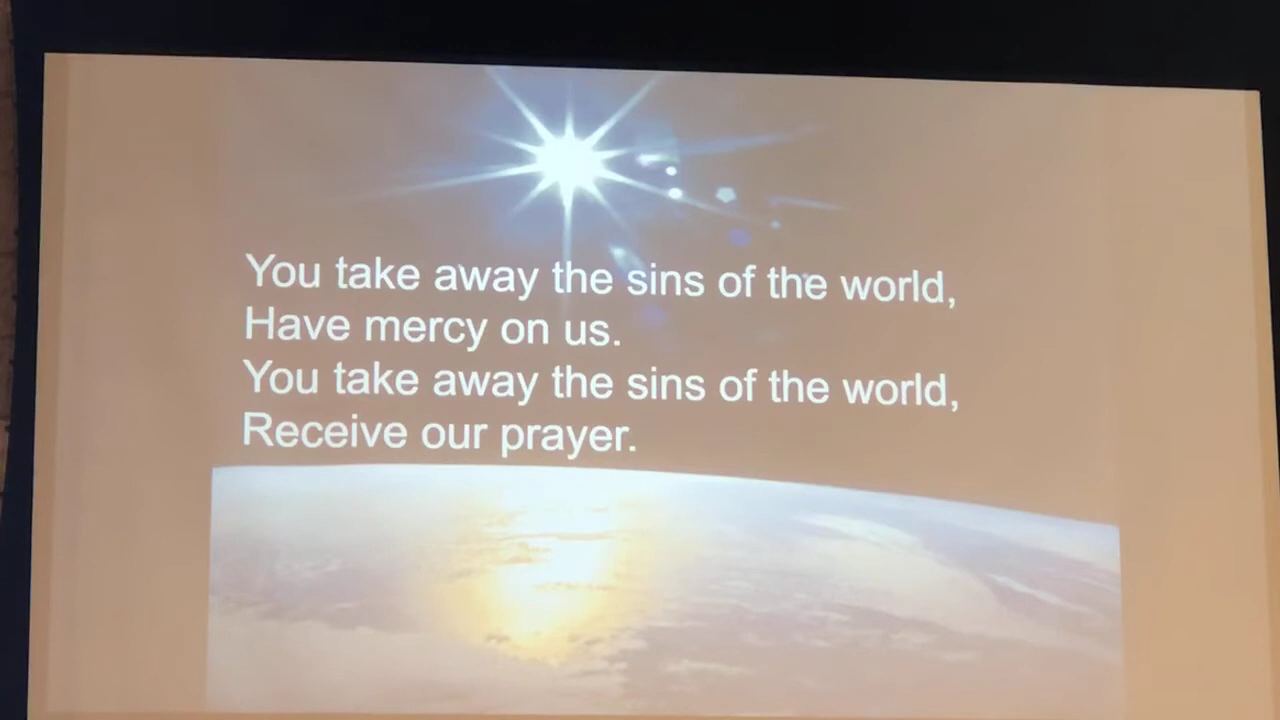 You take away the sins of the world,
Have mercy on us.
You take away the sins of the world,
Receive our prayer.